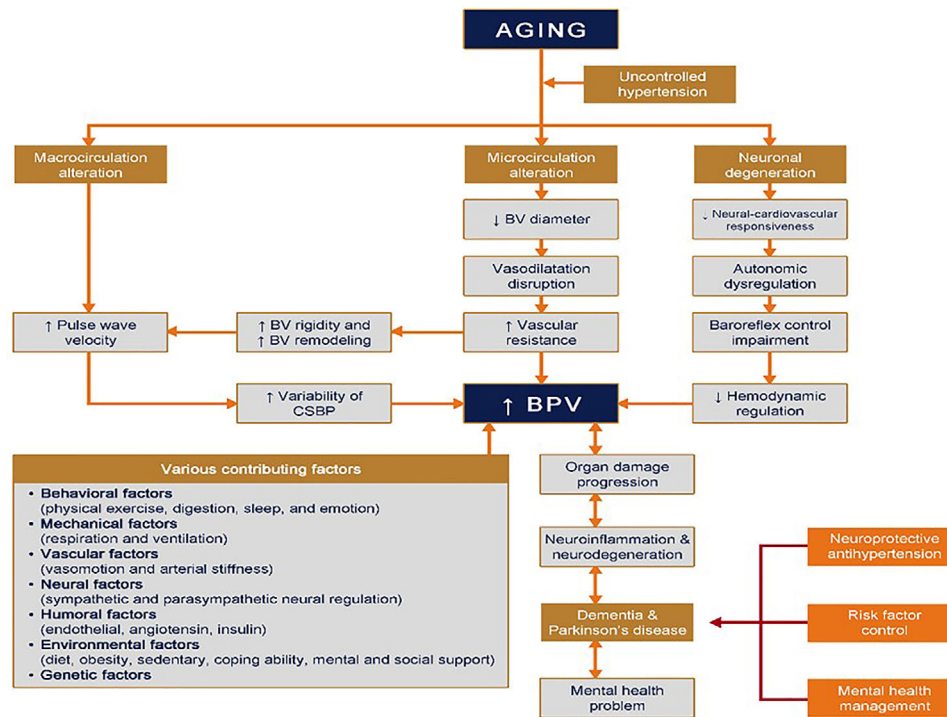 AGING
Uncontrolled
hypertension
Macrocirculation
alteration
Microcirculation
alteration
Neuronal
degeneration
↓ BV diameter
↓ Neural-cardiovascular
responsiveness
Vasodilatation
disruption
Autonomic
dysregulation
↑ Pulse wave
velocity
↑ BV rigidity and
↑ BV remodeling
↑ Vascular
resistance
Baroreflex control
impairment
↑ Variability of
CSBP
↑ BPV
↓ Hemodynamic
regulation
Various contributing factors
• Behavioral factors
(physical exercise, digestion, sleep, and emotion)
• Mechanical factors
(respiration and ventilation)
• Vascular factors
(vasomotion and arterial stiffness)
• Neural factors
(sympathetic and parasympathetic neural regulation)
• Humoral factors
(endothelial, angiotensin, insulin)
• Environmental factors
(diet, obesity, sedentary, coping ability, mental and social support)
• Genetic factors
Organ damage
progression
Neuroinflammation &
neurodegeneration
Dementia &
Parkinson's disease
Mental health
problem
Neuroprotective
antihypertension
Risk factor
control
Mental health
management